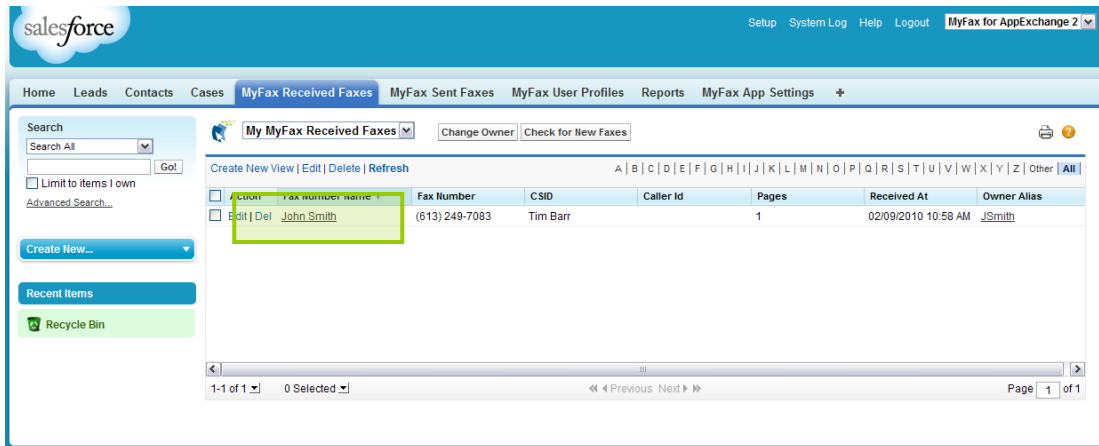 salesforce
Setup System Log Help Logout MyFax for AppExchange 2
Home Leads Contacts Cases MyFax Received Faxes MyFax Sent Faxes MyFax User Profiles Reports MyFax App Settings +
Search
Search All
Go!
Limit to items I own
Advanced Search...
Create New...
Recent Items
Recycle Bin
My MyFax Received Faxes Change Owner Check for New Faxes
Create New View | Edit | Delete | Refresh A | B | C | D | E | F | G | H | I | J | K | L | M | N | O | P | Q | R | S | T | U | V | W | X | Y | Z | Other | All
Action Fax Number Name Fax Number CSID Caller Id Pages Received At Owner Alias
Edit | Del John Smith (613) 249-7083 Tim Barr 1 02/09/2010 10:58 AM JSmith
1-1 of 1 0 Selected Previous Next Page 1 of 1